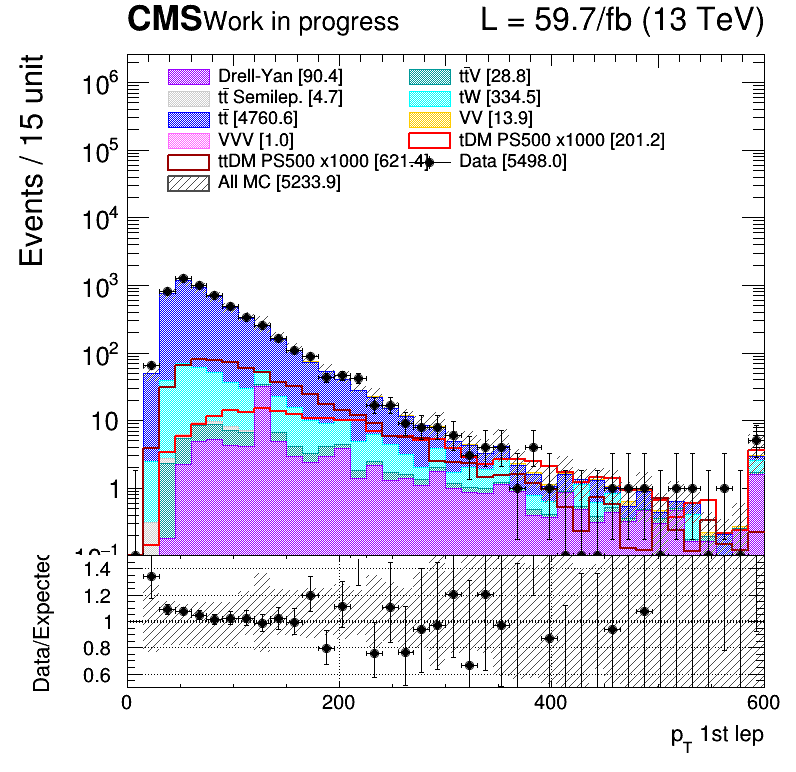 CMS Work in progress L = 59.7/fb (13 TeV)
Events / 15 unit
Drell-Yan [90.4] tt̄V [28.8]
tt̄ Semilep. [4.7] tW [334.5]
tt̄ [4760.6] VV [13.9]
VVV [1.0] tDM PS500 x1000 [201.2]
ttDM PS500 x1000 [621.4] Data [5498.0]
All MC [5233.9]
10⁶
10⁵
10⁴
10³
10²
10
1
10⁻¹
Data/Expected
1.4
1.2
1
0.8
0.6
0 200 400 600
p_T 1st lep